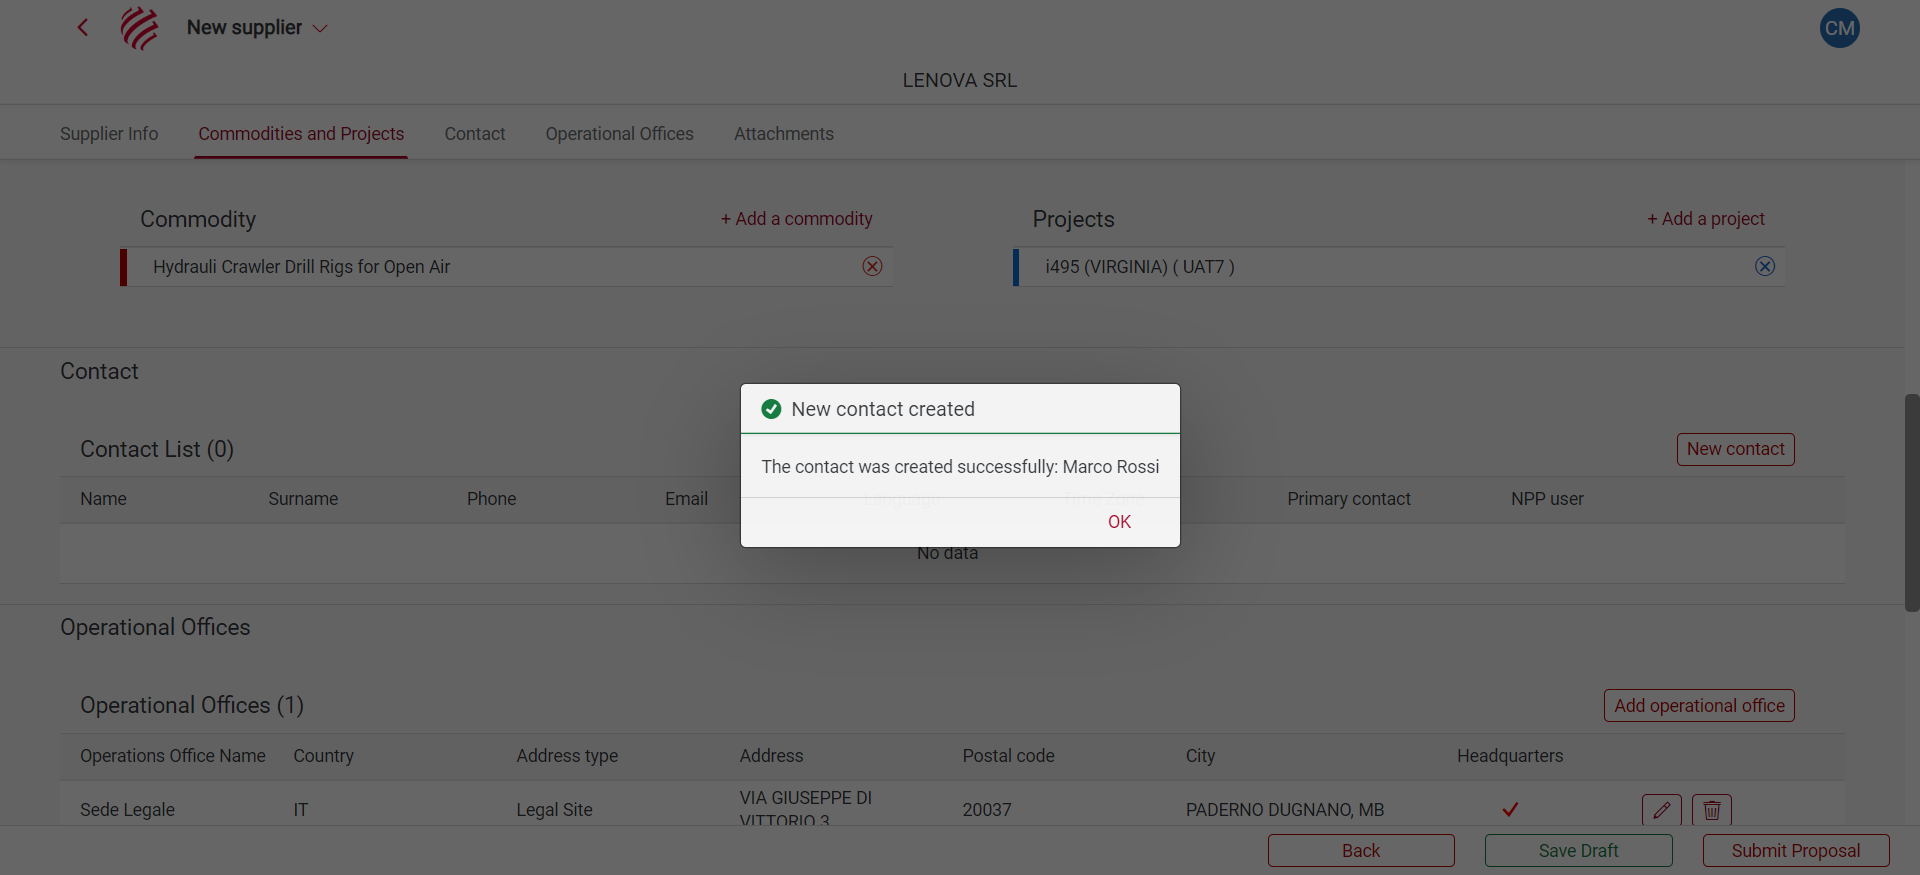 New supplier
CM
LENOVA SRL
Supplier Info Commodities and Projects Contact Operational Offices Attachments
Commodity + Add a commodity Projects + Add a project
Hydrauli Crawler Drill Rigs for Open Air i495 (VIRGINIA) ( UAT7 )
Contact
New contact created
Contact List (0) New contact
The contact was created successfully: Marco Rossi
Name Surname Phone Email Language Time Zone Primary contact NPP user
OK
No data
Operational Offices
Operational Offices (1) Add operational office
Operations Office Name Country Address type Address Postal code City Headquarters
Sede Legale IT Legal Site VIA GIUSEPPE DI VITTORIO 3 20037 PADERNO DUGNANO, MB
Back Save Draft Submit Proposal